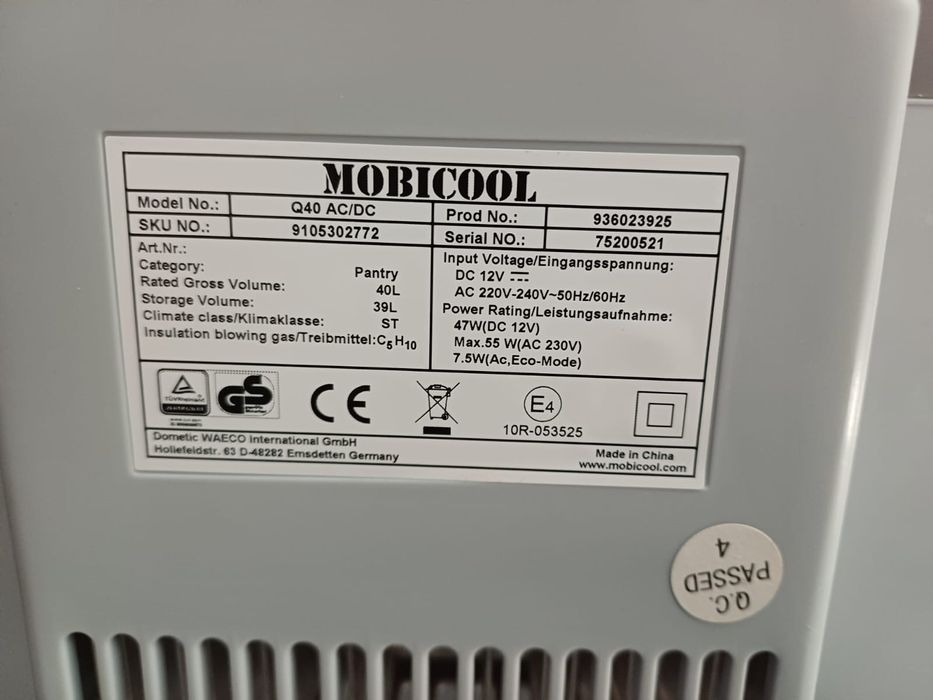 MOBICOOL
Model No.: Q40 AC/DC
SKU NO.: 9105302772
Prod No.: 936023925
Serial NO.: 75200521
Art.Nr.:
Category: Pantry
Rated Gross Volume: 40L
Storage Volume: 39L
Climate class/Klimaklasse: ST
Insulation blowing gas/Treibmittel:C5H10
Input Voltage/Eingangsspannung:
DC 12V
AC 220V-240V~50Hz/60Hz
Power Rating/Leistungsaufnahme:
47W(DC 12V)
Max.55 W(AC 230V)
7.5W(Ac,Eco-Mode)
TÜVRheinland
GS
CE
E4
10R-053525
Dometic WAECO International GmbH
Hollefeldstr. 63 D-48282 Emsdetten Germany
Made in China
www.mobicool.com
Q.C.
PASSED
4